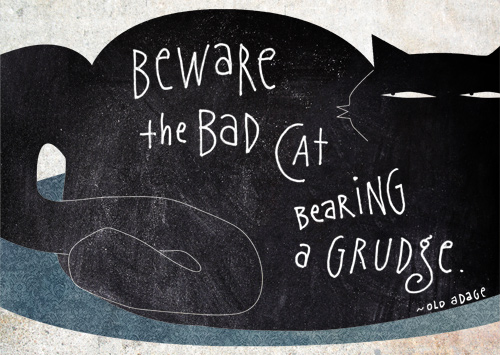 BEWARE
the BAD
CAt
BEARING
a GRUDgE.
~OLD ADAGE